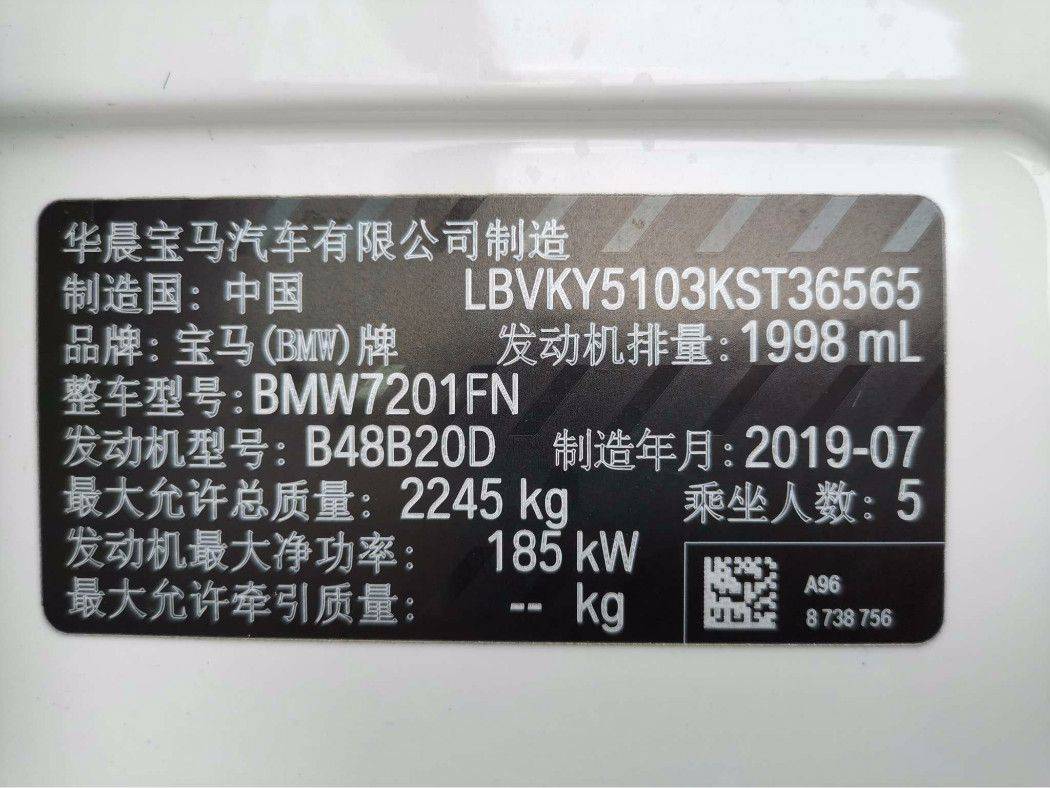 华晨宝马汽车有限公司制造
制造国：中国 LBVKY5103KST36565
品牌：宝马(BMW)牌 发动机排量：1998 mL
整车型号：BMW7201FN
发动机型号：B48B20D 制造年月：2019-07
最大允许总质量：2245 kg 乘坐人数：5
发动机最大净功率：185 kW
最大允许牵引质量：-- kg
A96
8 738 756